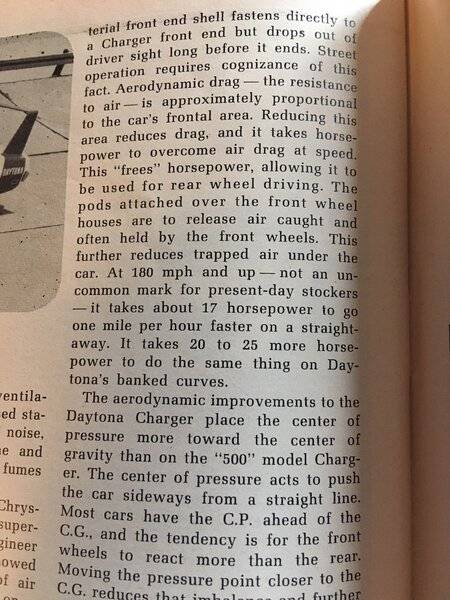 DAYTONA
ventila-
sed sta-
noise,
e and
fumes
Chrys-
super-
gineer
owed
of air
terial front end shell fastens directly to
a Charger front end but drops out of
driver sight long before it ends. Street
operation requires cognizance of this
fact. Aerodynamic drag — the resistance
to air — is approximately proportional
to the car's frontal area. Reducing this
area reduces drag, and it takes horse-
power to overcome air drag at speed.
This "frees" horsepower, allowing it to
be used for rear wheel driving. The
pods attached over the front wheel
houses are to release air caught and
often held by the front wheels. This
further reduces trapped air under the
car. At 180 mph and up — not an un-
common mark for present-day stockers
— it takes about 17 horsepower to go
one mile per hour faster on a straight-
away. It takes 20 to 25 more horse-
power to do the same thing on Day-
tona's banked curves.
The aerodynamic improvements to the
Daytona Charger place the center of
pressure more toward the center of
gravity than on the "500" model Charg-
er. The center of pressure acts to push
the car sideways from a straight line.
Most cars have the C.P. ahead of the
C.G., and the tendency is for the front
wheels to react more than the rear.
Moving the pressure point closer to the
C.G. reduces that imbalance and further